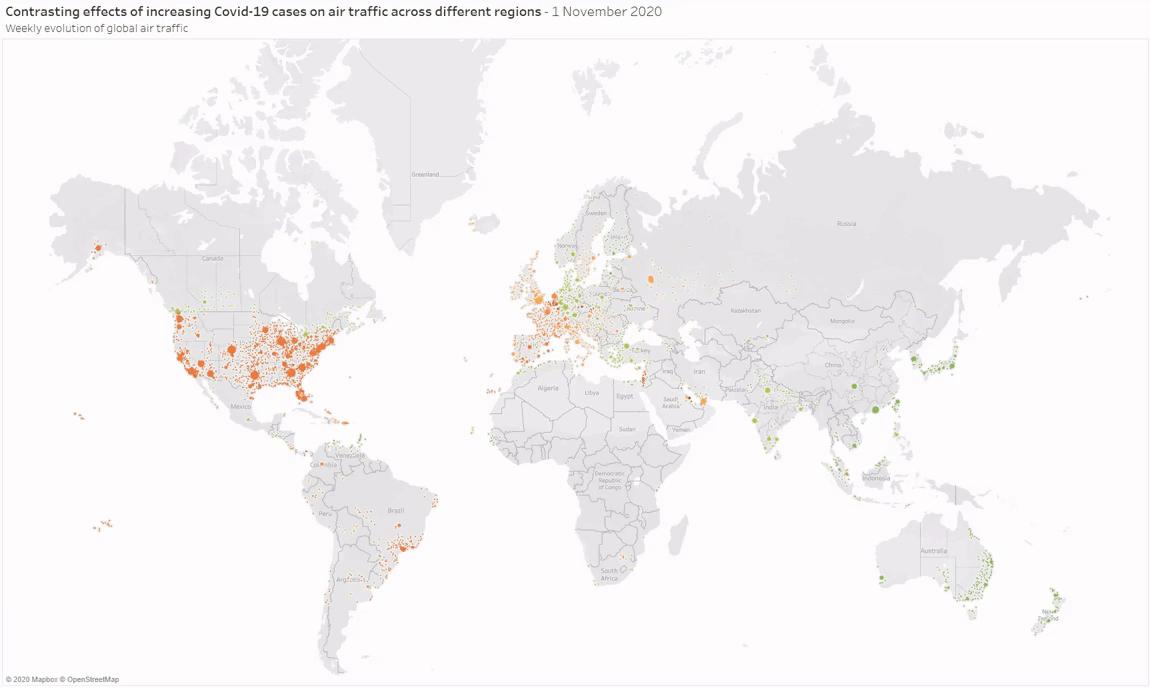 Contrasting effects of increasing Covid-19 cases on air traffic across different regions - 1 November 2020
Weekly evolution of global air traffic
Greenland
Sweden
Russia
Norway
Canada
Kazakhstan
Mongolia
Turkey
China
Iraq
Iran
Algeria
Libya
Egypt
Saudi
Arabia
Pakistan
India
Mexico
Sudan
Yemen
Venezuela
Colombia
Democratic
Republic
of Congo
Indonesia
Peru
Brazil
Australia
South
Africa
Argentina
New
Zealand
© 2020 Mapbox © OpenStreetMap